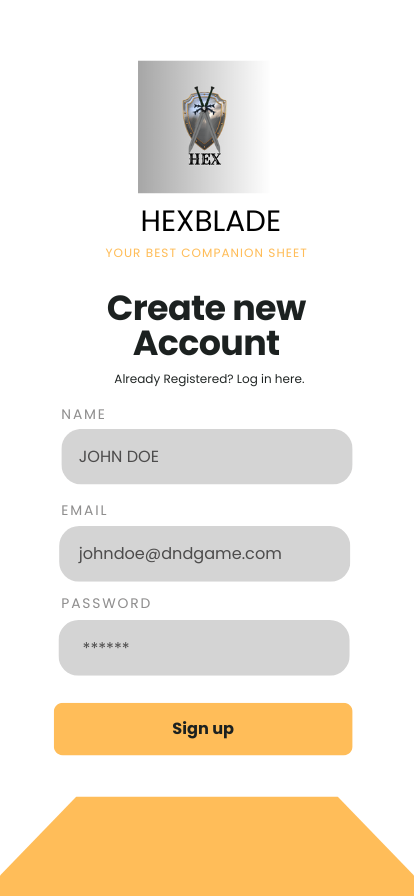 HEX
HEXBLADE
YOUR BEST COMPANION SHEET
Create new
Account
Already Registered? Log in here.
NAME
JOHN DOE
EMAIL
johndoe@dndgame.com
PASSWORD
******
Sign up